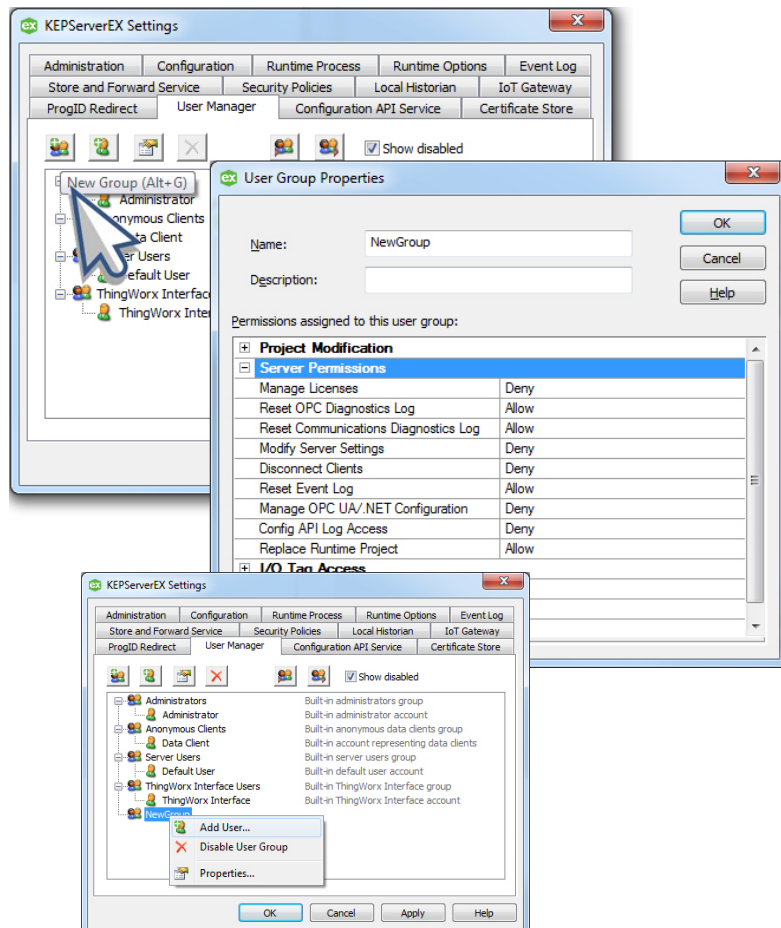 KEPServerEX Settings
Administration Configuration Runtime Process Runtime Options Event Log
Store and Forward Service Security Policies Local Historian IoT Gateway
ProgID Redirect User Manager Configuration API Service Certificate Store
Show disabled
New Group (Alt+G)
Administrator
onymous Clients
ta Client
er Users
efault User
ThingWorx Interfac
ThingWorx Inter
User Group Properties
OK
Name: NewGroup
Cancel
Description:
Help
Permissions assigned to this user group:
Project Modification
Server Permissions
Manage Licenses Deny
Reset OPC Diagnostics Log Allow
Reset Communications Diagnostics Log Allow
Modify Server Settings Deny
Disconnect Clients Deny
Reset Event Log Allow
Manage OPC UA/.NET Configuration Deny
Config API Log Access Deny
Replace Runtime Project Allow
I/O Tag Access
KEPServerEX Settings
Administration Configuration Runtime Process Runtime Options Event Log
Store and Forward Service Security Policies Local Historian IoT Gateway
ProgID Redirect User Manager Configuration API Service Certificate Store
Show disabled
Administrators Built-in administrators group
Administrator Built-in administrator account
Anonymous Clients Built-in anonymous data clients group
Data Client Built-in account representing data clients
Server Users Built-in server users group
Default User Built-in default user account
ThingWorx Interface Users Built-in ThingWorx Interface group
ThingWorx Interface Built-in ThingWorx Interface account
NewGroup
Add User...
Disable User Group
Properties...
OK Cancel Apply Help